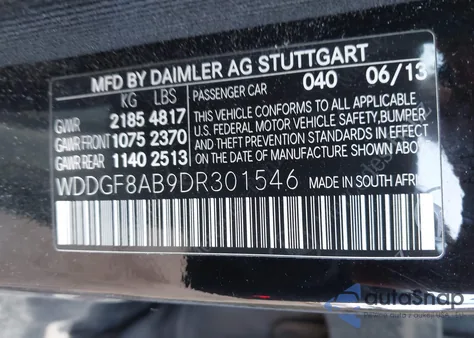 MFD BY DAIMLER AG STUTTGART
KG LBS PASSENGER CAR 040 06/13
GVWR 2185 4817 THIS VEHICLE CONFORMS TO ALL APPLICABLE
GAWR FRONT 1075 2370 U.S. FEDERAL MOTOR VEHICLE SAFETY, BUMPER
GAWR REAR 1140 2513 AND THEFT PREVENTION STANDARDS IN EFFECT
ON THE DATE OF MANUFACTURE SHOWN ABOVE
WDDGF8AB9DR301546 MADE IN SOUTH AFRICA
autoSnap